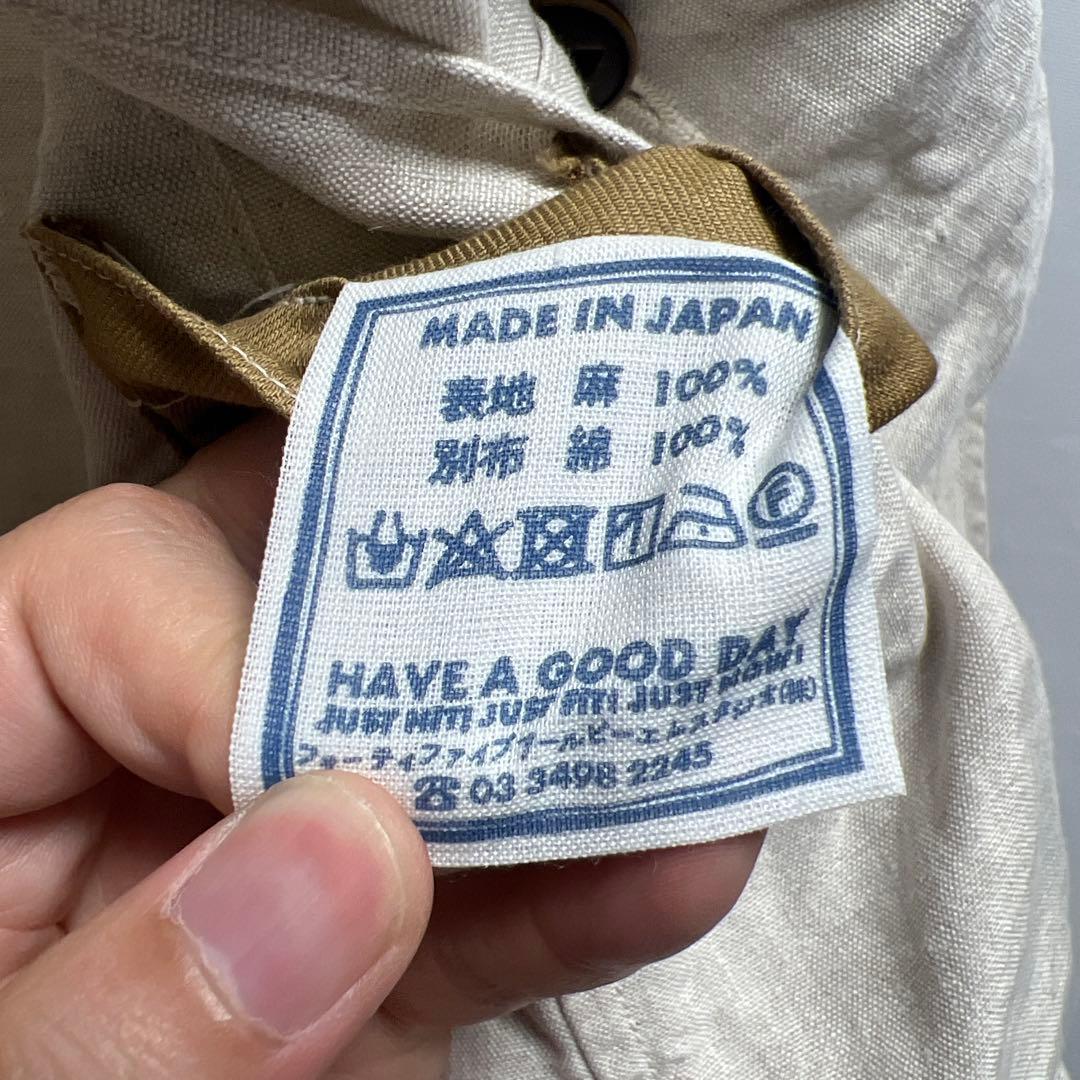 MADE IN JAPAN
表地 麻 100%
別布 綿 100%
F
HAVE A GOOD DAY
JUST HIT! JUST FIT! JUST NOW!
フォーティファイブアールピーエムスタジオ(株)
☎03 3498 2245